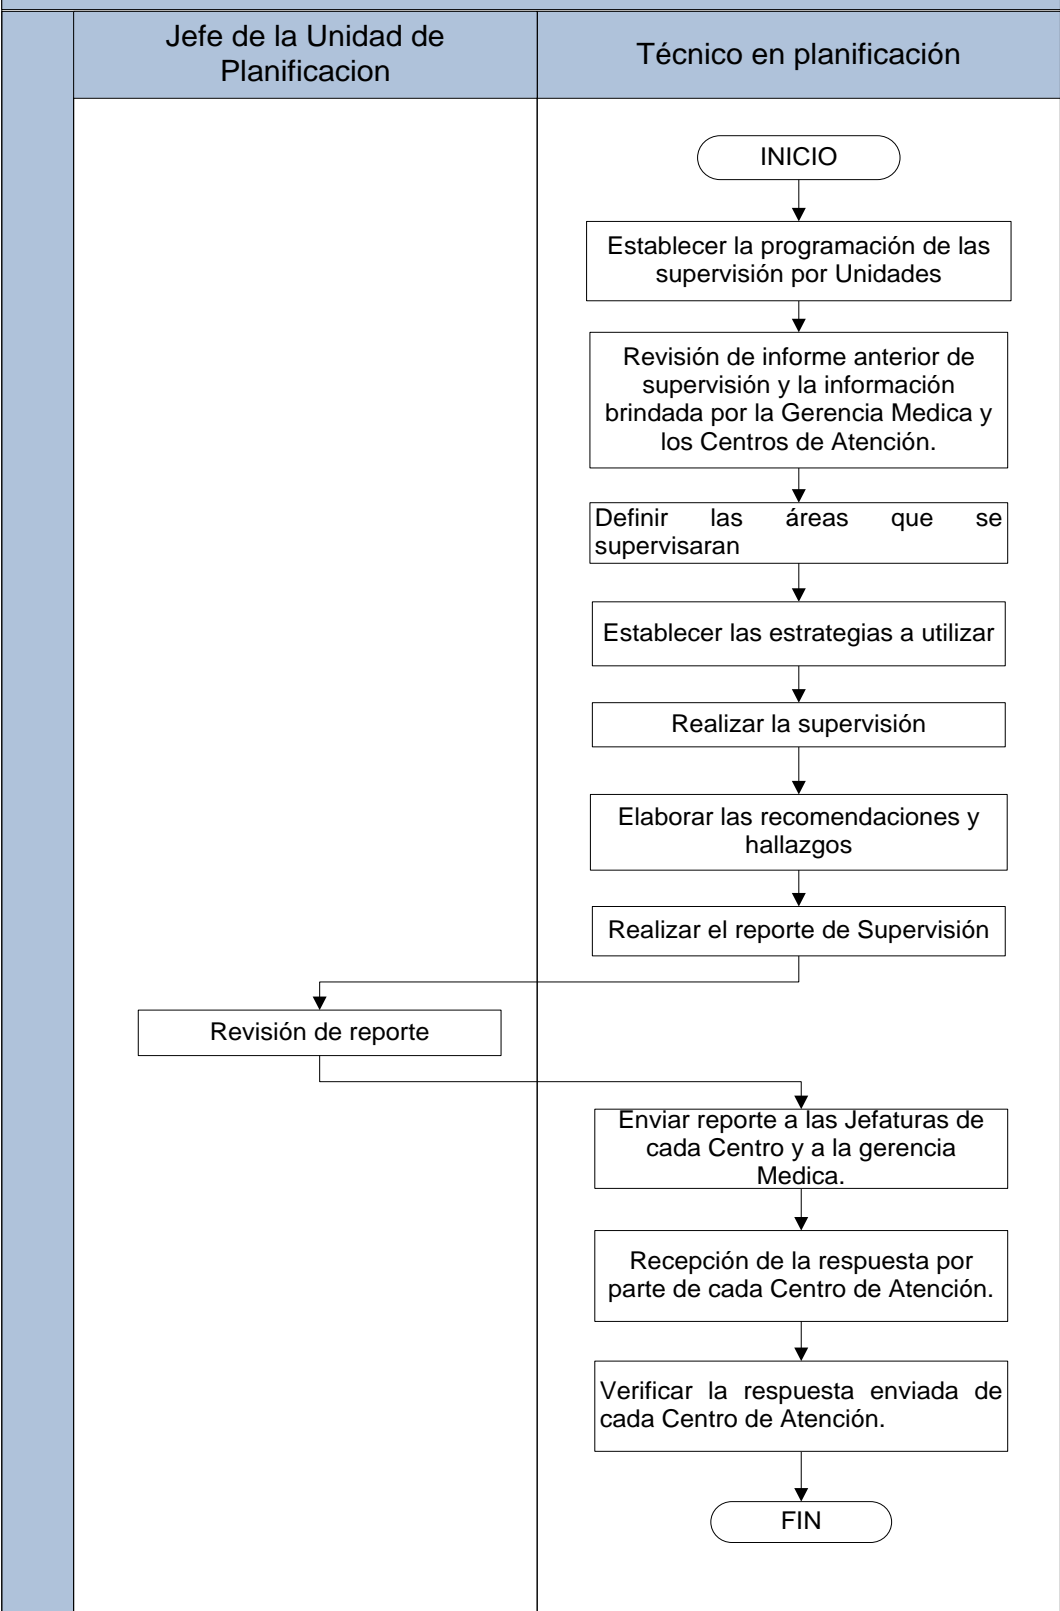 Jefe de la Unidad de
Planificacion
Técnico en planificación
INICIO
Establecer la programación de las
supervisión por Unidades
Revisión de informe anterior de
supervisión y la información
brindada por la Gerencia Medica y
los Centros de Atención.
Definir las áreas que se
supervisaran
Establecer las estrategias a utilizar
Realizar la supervisión
Elaborar las recomendaciones y
hallazgos
Realizar el reporte de Supervisión
Revisión de reporte
Enviar reporte a las Jefaturas de
cada Centro y a la gerencia
Medica.
Recepción de la respuesta por
parte de cada Centro de Atención.
Verificar la respuesta enviada de
cada Centro de Atención.
FIN